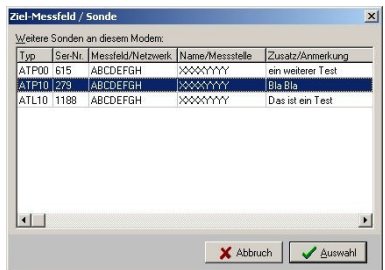 Ziel-Messfeld / Sonde
Weitere Sonden an diesem Modem:
Typ Ser-Nr. Messfeld/Netzwerk Name/Messstelle Zusatz/Anmerkung
ATP00 615 ABCDEFGH XXXXYYYY ein weiterer Test
ATP10 279 ABCDEFGH XXXXYYYY Bla Bla
ATL10 1188 ABCDEFGH XXXXYYYY Das ist ein Test
Abbruch Auswahl